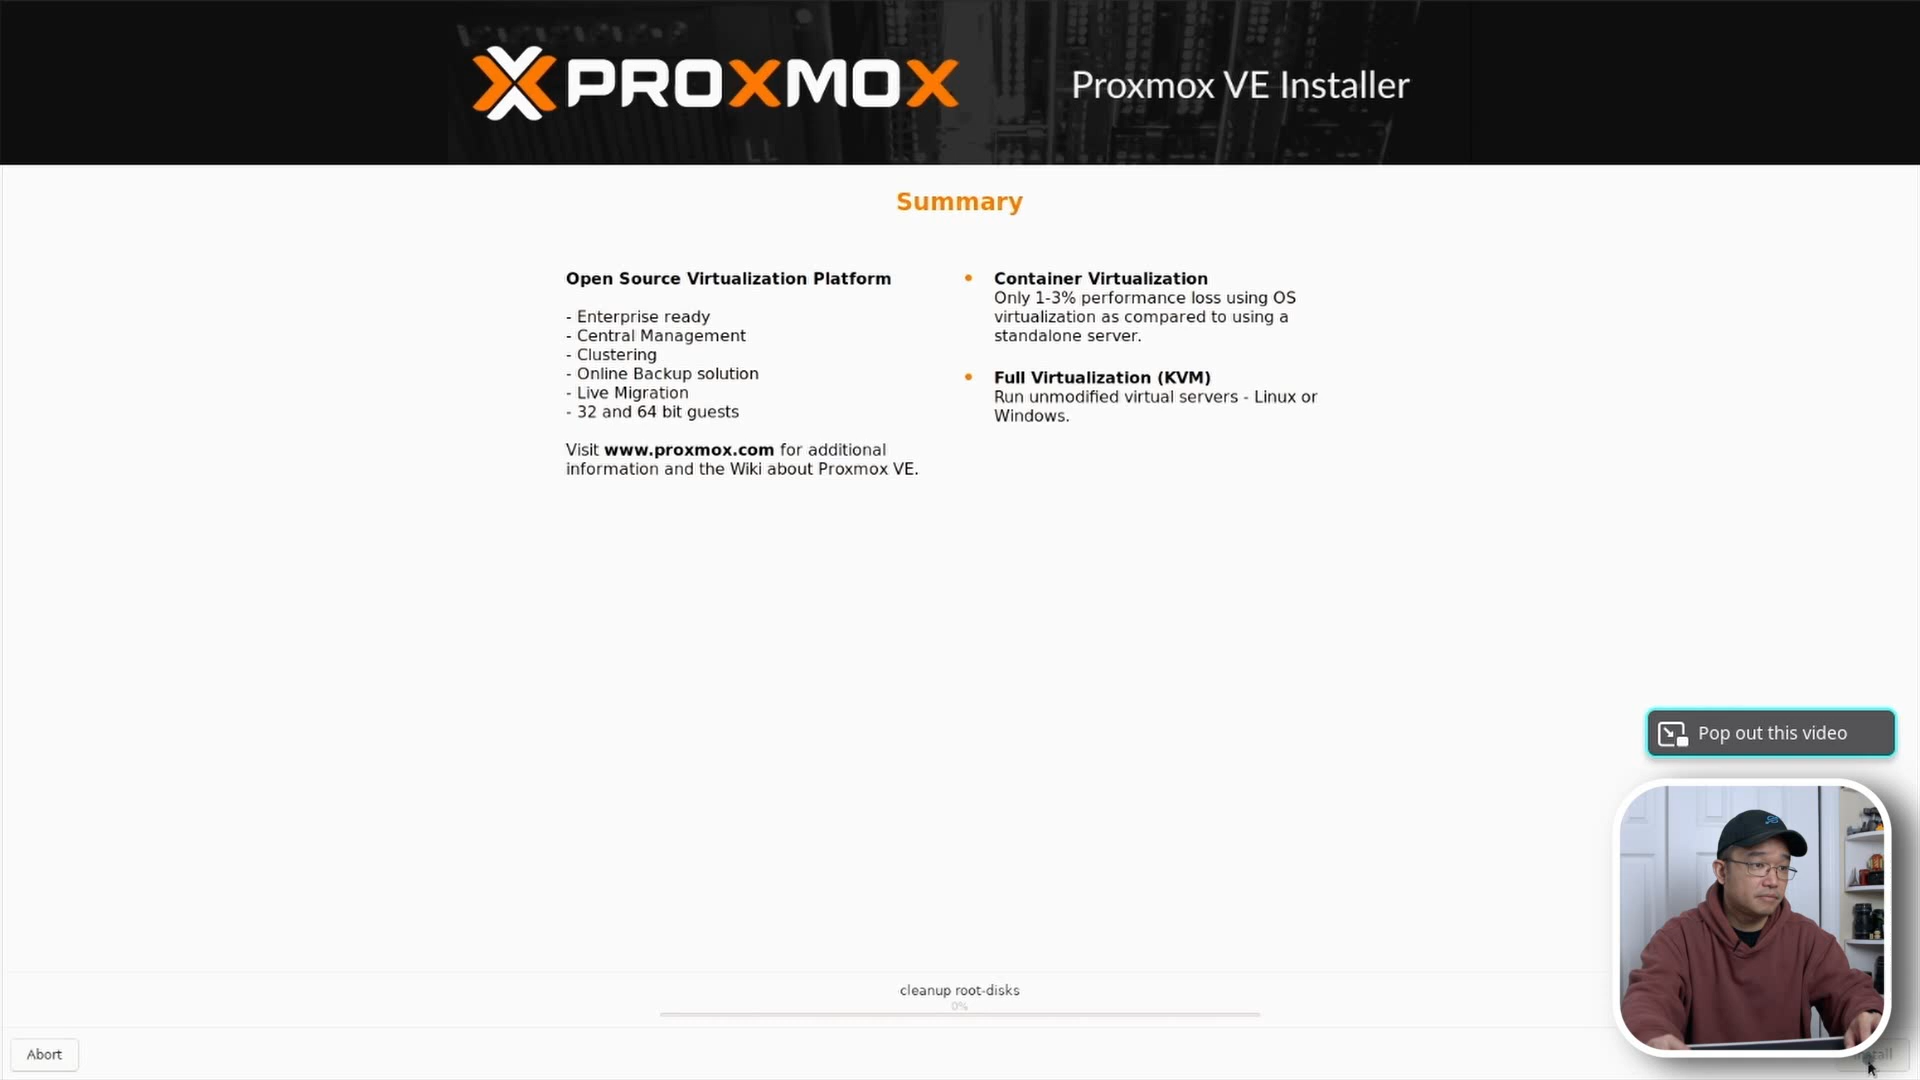 PROXMOX
Proxmox VE Installer
Summary
Open Source Virtualization Platform
- Enterprise ready
- Central Management
- Clustering
- Online Backup solution
- Live Migration
- 32 and 64 bit guests
Visit www.proxmox.com for additional
information and the Wiki about Proxmox VE.
• Container Virtualization
Only 1-3% performance loss using OS
virtualization as compared to using a
standalone server.
• Full Virtualization (KVM)
Run unmodified virtual servers - Linux or
Windows.
Pop out this video
cleanup root-disks
0%
Abort